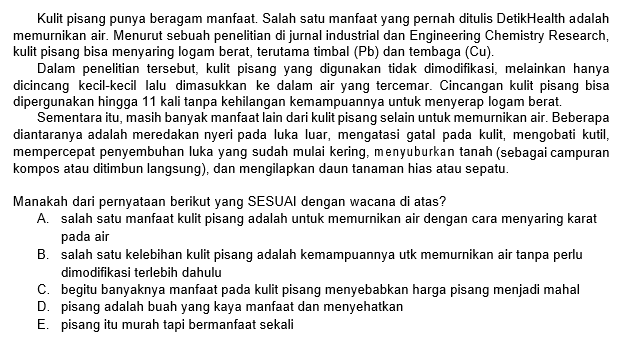 Kulit pisang punya beragam manfaat. Salah satu manfaat yang pernah ditulis DetikHealth adalah
memurnikan air. Menurut sebuah penelitian di jurnal industrial dan Engineering Chemistry Research,
kulit pisang bisa menyaring logam berat, terutama timbal (Pb) dan tembaga (Cu).
Dalam penelitian tersebut, kulit pisang yang digunakan tidak dimodifikasi, melainkan hanya
dicincang kecil-kecil lalu dimasukkan ke dalam air yang tercemar. Cincangan kulit pisang bisa
dipergunakan hingga 11 kali tanpa kehilangan kemampuannya untuk menyerap logam berat.
Sementara itu, masih banyak manfaat lain dari kulit pisang selain untuk memurnikan air. Beberapa
diantaranya adalah meredakan nyeri pada luka luar, mengatasi gatal pada kulit, mengobati kutil,
mempercepat penyembuhan luka yang sudah mulai kering, menyuburkan tanah (sebagai campuran
kompos atau ditimbun langsung), dan mengilapkan daun tanaman hias atau sepatu.
Manakah dari pernyataan berikut yang SESUAI dengan wacana di atas?
A. salah satu manfaat kulit pisang adalah untuk memurnikan air dengan cara menyaring karat
pada air
B. salah satu kelebihan kulit pisang adalah kemampuannya utk memurnikan air tanpa perlu
dimodifikasi terlebih dahulu
C. begitu banyaknya manfaat pada kulit pisang menyebabkan harga pisang menjadi mahal
D. pisang adalah buah yang kaya manfaat dan menyehatkan
E. pisang itu murah tapi bermanfaat sekali